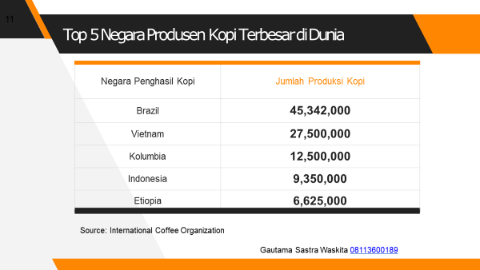 11
Top 5 Negara Produsen Kopi Terbesar di Dunia
Negara Penghasil Kopi Jumlah Produksi Kopi
Brazil 45,342,000
Vietnam 27,500,000
Kolumbia 12,500,000
Indonesia 9,350,000
Etiopia 6,625,000
Source: International Coffee Organization
Gautama Sastra Waskita 08113600189